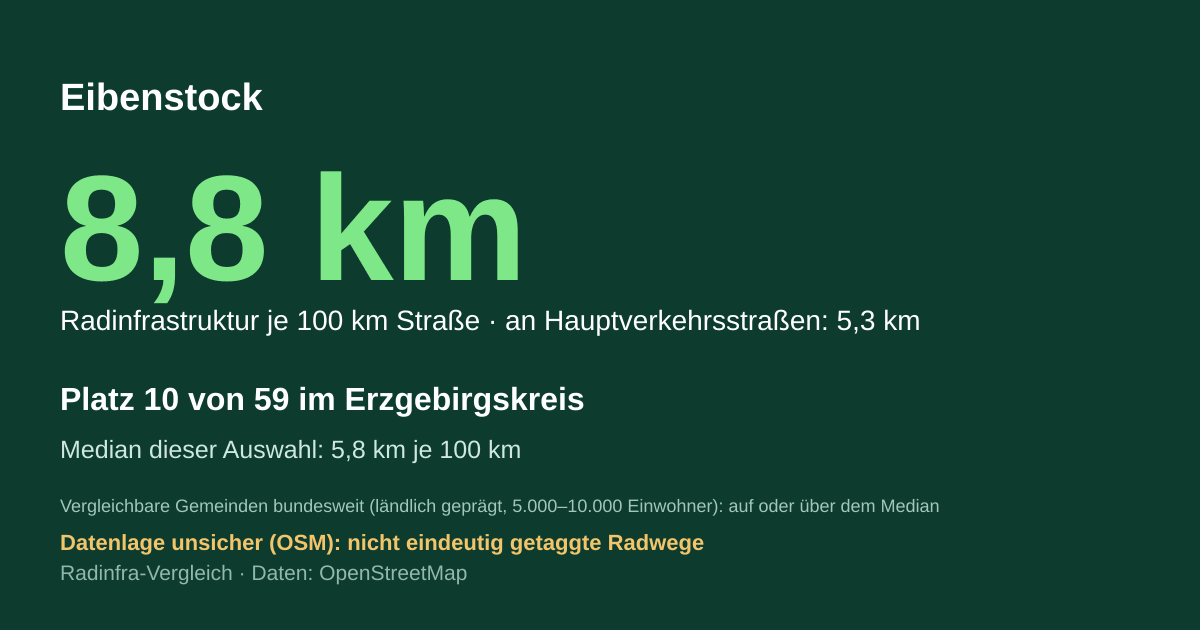 Eibenstock
8,8 km
Radinfrastruktur je 100 km Straße · an Hauptverkehrsstraßen: 5,3 km
Platz 10 von 59 im Erzgebirgskreis
Median dieser Auswahl: 5,8 km je 100 km
Vergleichbare Gemeinden bundesweit (ländlich geprägt, 5.000–10.000 Einwohner): auf oder über dem Median
Datenlage unsicher (OSM): nicht eindeutig getaggte Radwege
Radinfra-Vergleich · Daten: OpenStreetMap